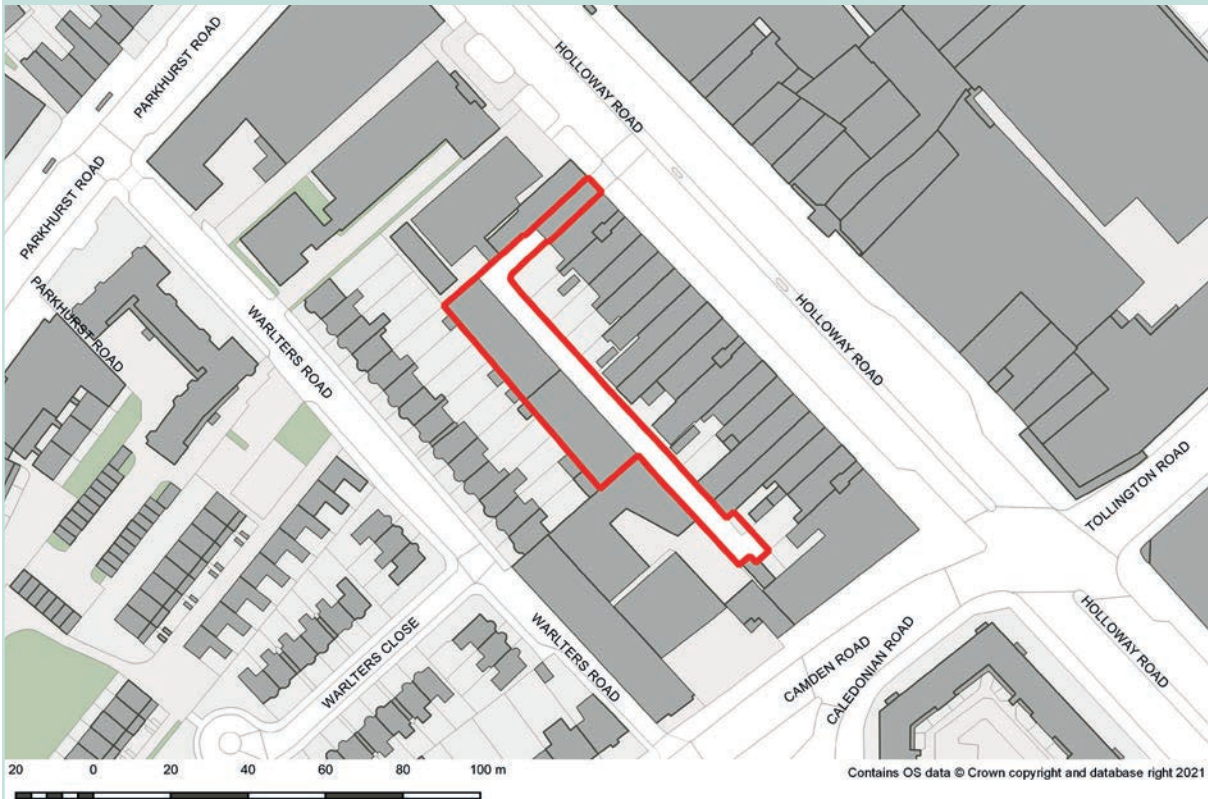 PARKHURST ROAD
HOLLOWAY ROAD
PARKHURST ROAD
PARKHURST ROAD
WARLTERS ROAD
HOLLOWAY ROAD
TOLLINGTON ROAD
WARLTERS CLOSE
WARLTERS ROAD
CAMDEN ROAD
CALEDONIAN ROAD
HOLLOWAY ROAD
20 0 20 40 60 80 100 m
Contains OS data © Crown copyright and database right 2021